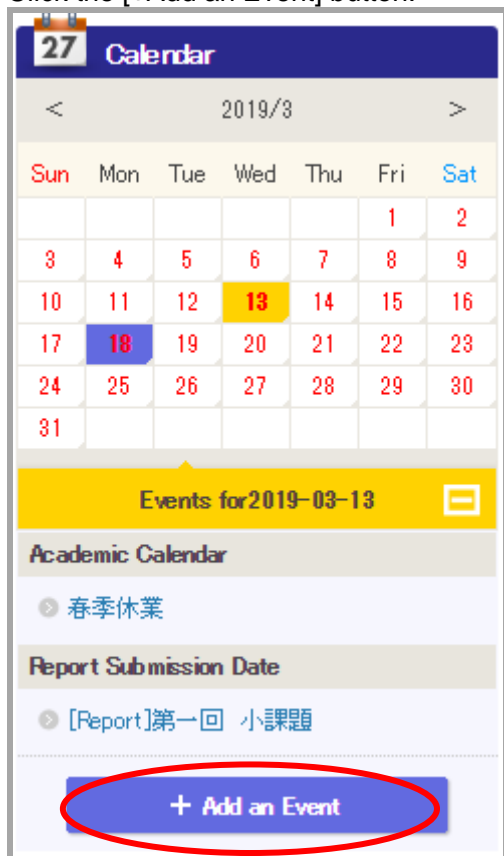 27 Calendar
< 2019/3 >
Sun Mon Tue Wed Thu Fri Sat
1 2
3 4 5 6 7 8 9
10 11 12 13 14 15 16
17 18 19 20 21 22 23
24 25 26 27 28 29 30
31
Events for2019-03-13
Academic Calendar
春季休業
Report Submission Date
[Report]第一回 小課題
+ Add an Event